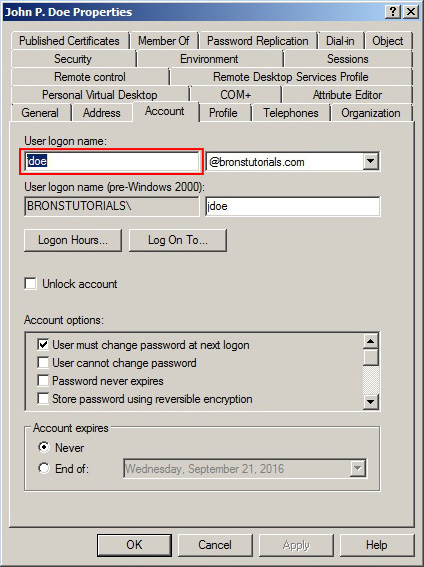 John P. Doe Properties
Published Certificates Member Of Password Replication Dial-in Object
Security Environment Sessions
Remote control Remote Desktop Services Profile
Personal Virtual Desktop COM+ Attribute Editor
General Address Account Profile Telephones Organization
User logon name:
jdoe @bronstutorials.com
User logon name (pre-Windows 2000):
BRONSTUTORIALS\ jdoe
Logon Hours... Log On To...
Unlock account
Account options:
User must change password at next logon
User cannot change password
Password never expires
Store password using reversible encryption
Account expires
Never
End of: Wednesday, September 21, 2016
OK Cancel Apply Help